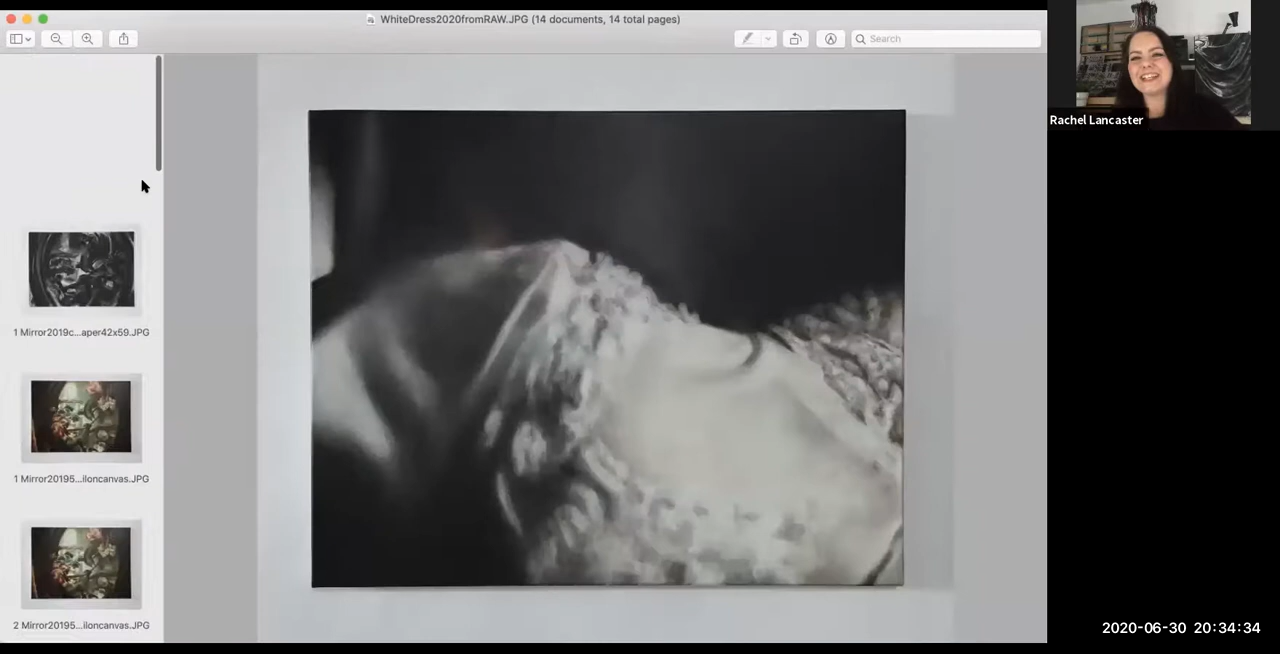 WhiteDress2020fromRAW.JPG (14 documents, 14 total pages)
Search
Rachel Lancaster
1 Mirror2019c...aper42x59.JPG
1 Mirror20195...iloncanvas.JPG
2 Mirror20195...iloncanvas.JPG
2020-06-30 20:34:34